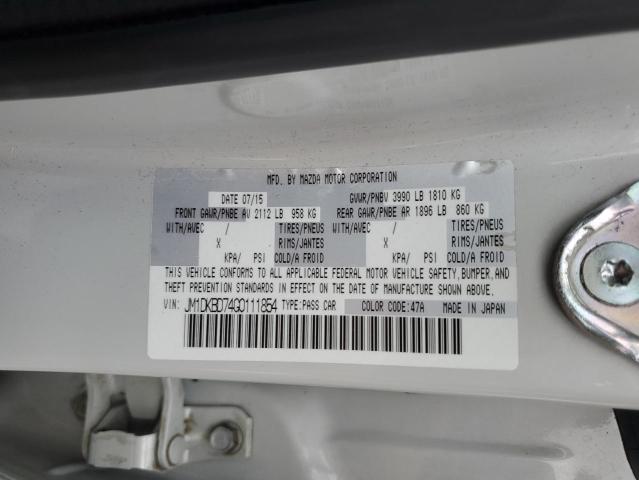 MFD. BY MAZDA MOTOR CORPORATION
DATE 07/15 GVWR/PNBV 3990 LB 1810 KG
FRONT GAWR/PNBE AV 2112 LB 958 KG REAR GAWR/PNBE AR 1896 LB 860 KG
WITH/AVEC / TIRES/PNEUS WITH/AVEC / TIRES/PNEUS
X RIMS/JANTES X RIMS/JANTES
KPA/ PSI COLD/A FROID KPA/ PSI COLD/A FROID
THIS VEHICLE CONFORMS TO ALL APPLICABLE FEDERAL MOTOR VEHICLE SAFETY, BUMPER, AND
THEFT PREVENTION STANDARDS IN EFFECT ON THE DATE OF MANUFACTURE SHOWN ABOVE.
VIN: JM1DKBD74G0111854 TYPE:PASS CAR COLOR CODE:47A MADE IN JAPAN